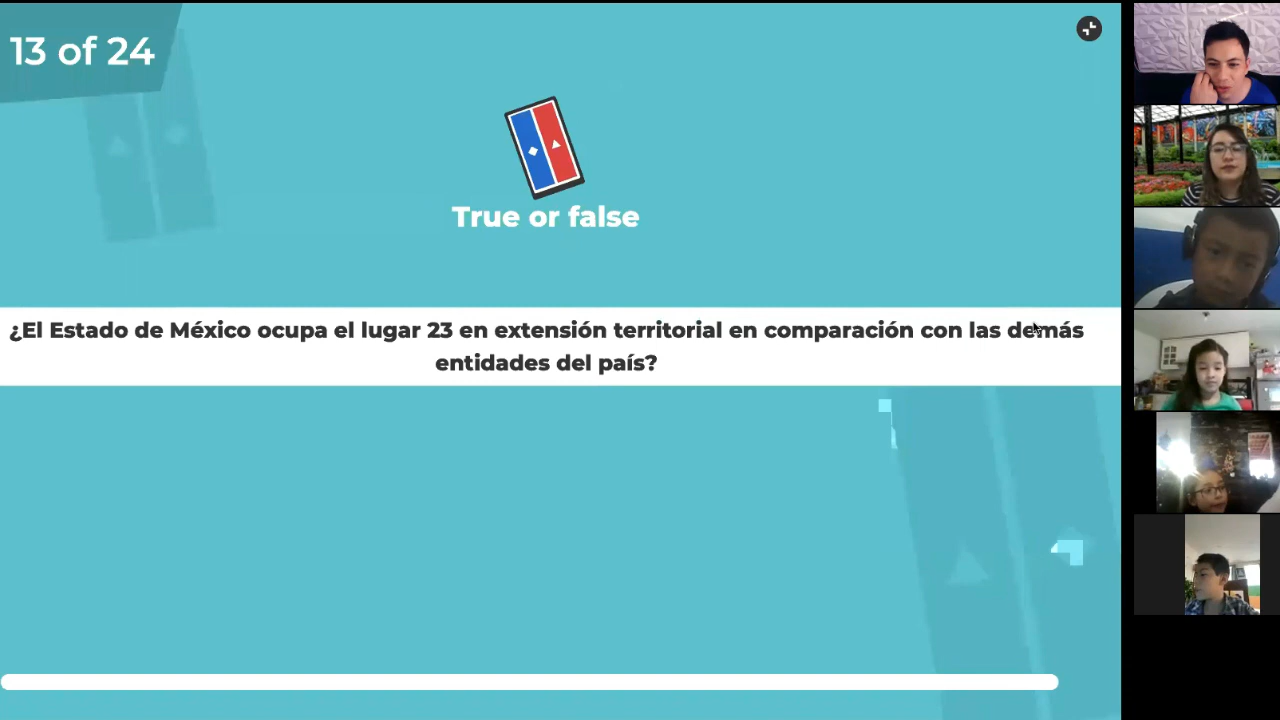 13 of 24
True or false
¿El Estado de México ocupa el lugar 23 en extensión territorial en comparación con las demás
entidades del país?